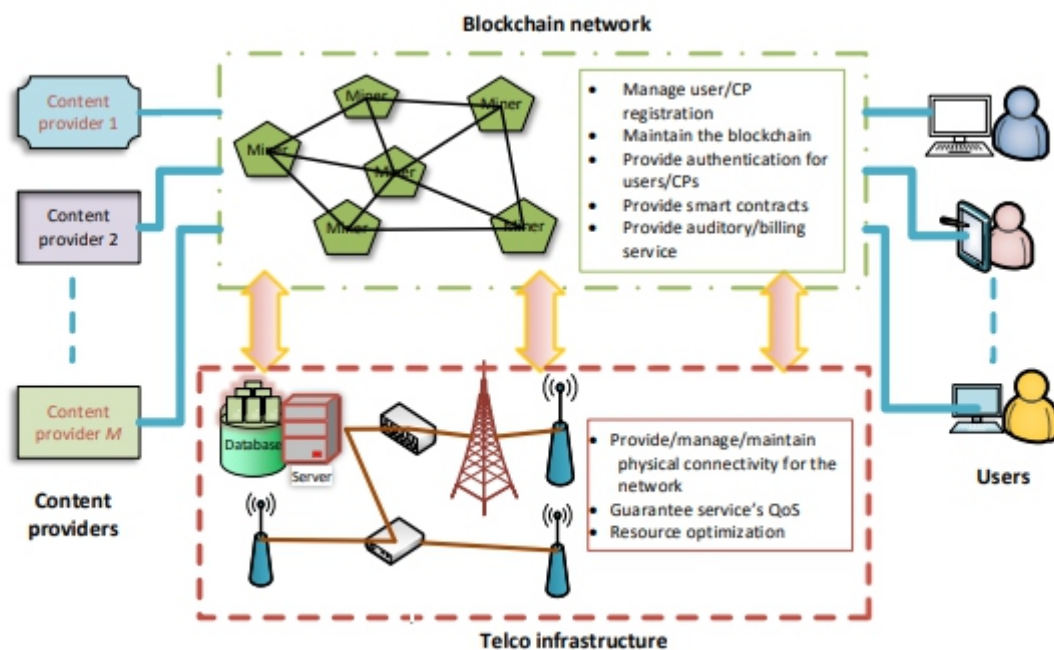 Blockchain network
Content
provider 1
Content
provider 2
Content
provider M
Content
providers
Miner
Miner
Miner
Miner
Miner
Miner
• Manage user/CP
registration
• Maintain the blockchain
• Provide authentication for
users/CPs
• Provide smart contracts
• Provide auditory/billing
service
Database
Server
• Provide/manage/maintain
physical connectivity for the
network
• Guarantee service's QoS
• Resource optimization
Users
Telco infrastructure